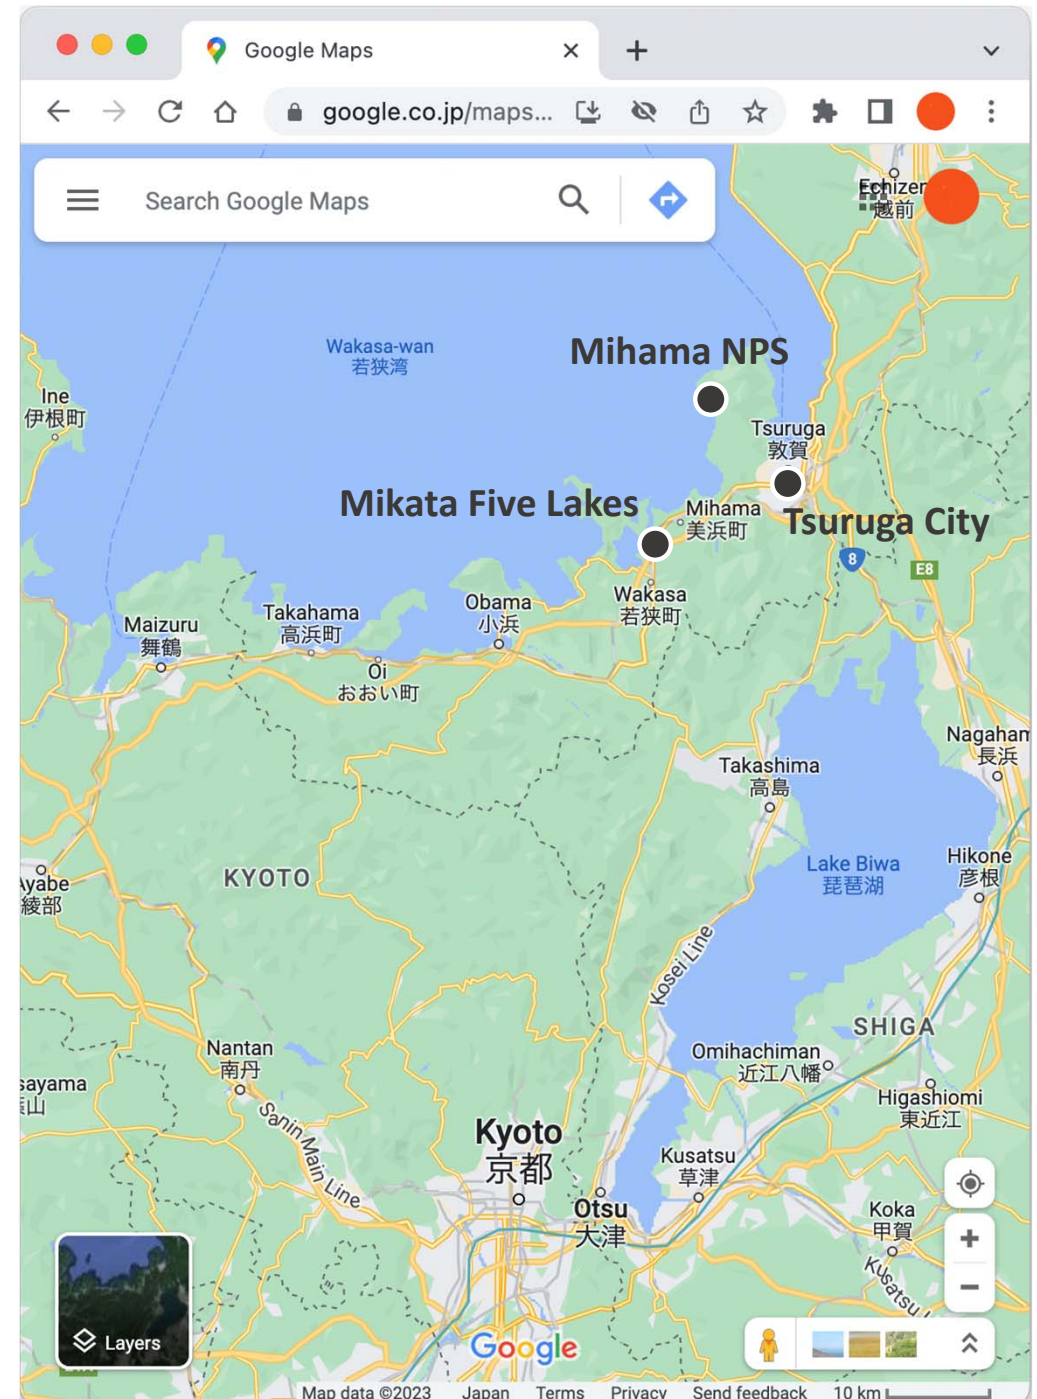 Google Maps
google.co.jp/maps...
Search Google Maps
Echizen
越前
Wakasa-wan
若狭湾
Mihama NPS
Ine
伊根町
Tsuruga
敦賀
Mikata Five Lakes
Mihama
美浜町
Tsuruga City
8
E8
Wakasa
若狭町
Obama
小浜
Takahama
高浜町
Maizuru
舞鶴
Oi
おおい町
Nagaham
長浜
Takashima
高島
Lake Biwa
琵琶湖
Hikone
彦根
KYOTO
Ayabe
綾部
Kosei Line
SHIGA
Omihachiman
近江八幡
Nantan
南丹
sayama
山
Higashiomi
東近江
Sanin Main Line
Kyoto
京都
Kusatsu
草津
Otsu
大津
Koka
甲賀
Kusatsu
Layers
Google
Map data ©2023 Japan Terms Privacy Send feedback 10 km